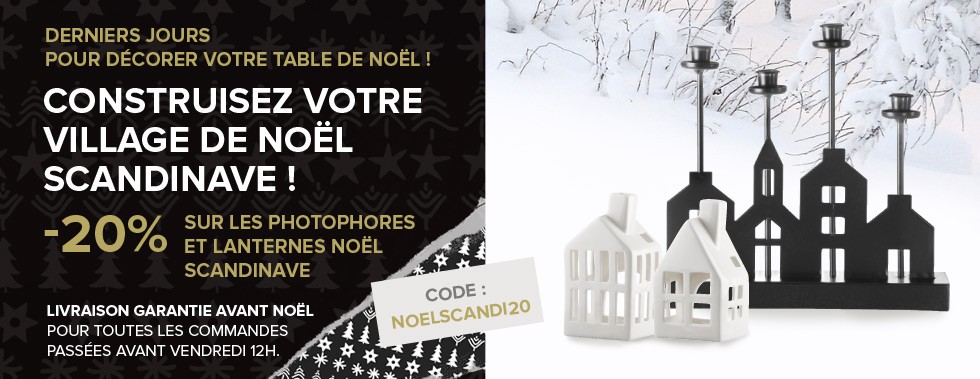 DERNIERS JOURS
POUR DÉCORER VOTRE TABLE DE NOËL !
CONSTRUISEZ VOTRE
VILLAGE DE NOËL
SCANDINAVE !
-20%
SUR LES PHOTOPHORES
ET LANTERNES NOËL
SCANDINAVE
LIVRAISON GARANTIE AVANT NOËL
POUR TOUTES LES COMMANDES
PASSÉES AVANT VENDREDI 12H.
CODE :
NOELSCANDI20